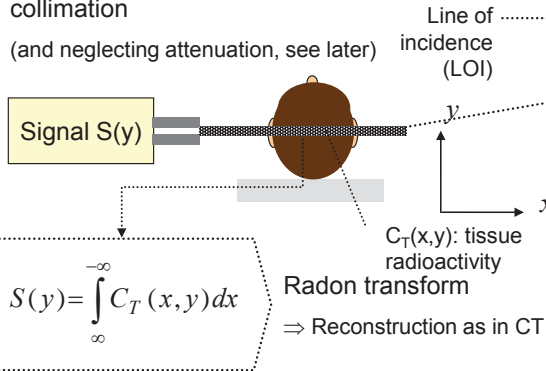 collimation
(and neglecting attenuation, see later)
Line of
incidence
(LOI)
Signal S(y)
y
x
C_T(x,y): tissue
radioactivity
S(y)=∫_{∞}^{-∞} C_T (x, y)dx
Radon transform
⇒ Reconstruction as in CT